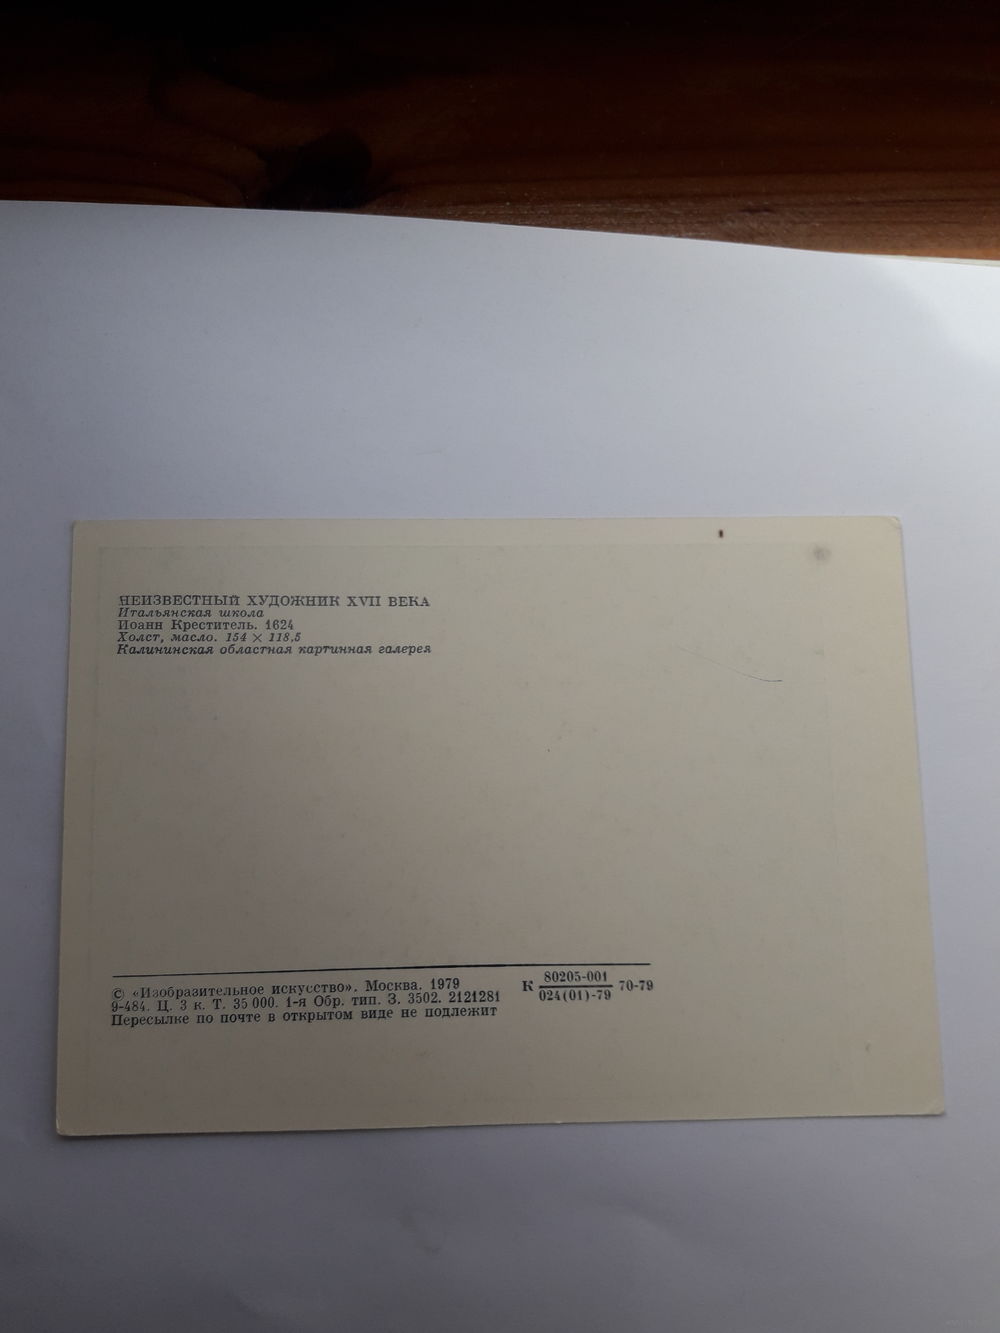 НЕИЗВЕСТНЫЙ ХУДОЖНИК XVII ВЕКА
Итальянская школа
Иоанн Креститель. 1624
Холст, масло. 154 × 118,5
Калининская областная картинная галерея
© «Изобразительное искусство». Москва. 1979
9-484. Ц. 3 к. Т. 35 000. 1-я Обр. тип. З. 3502. 2121281
Пересылке по почте в открытом виде не подлежит
К 80205-001 / 024(01)-79 70-79